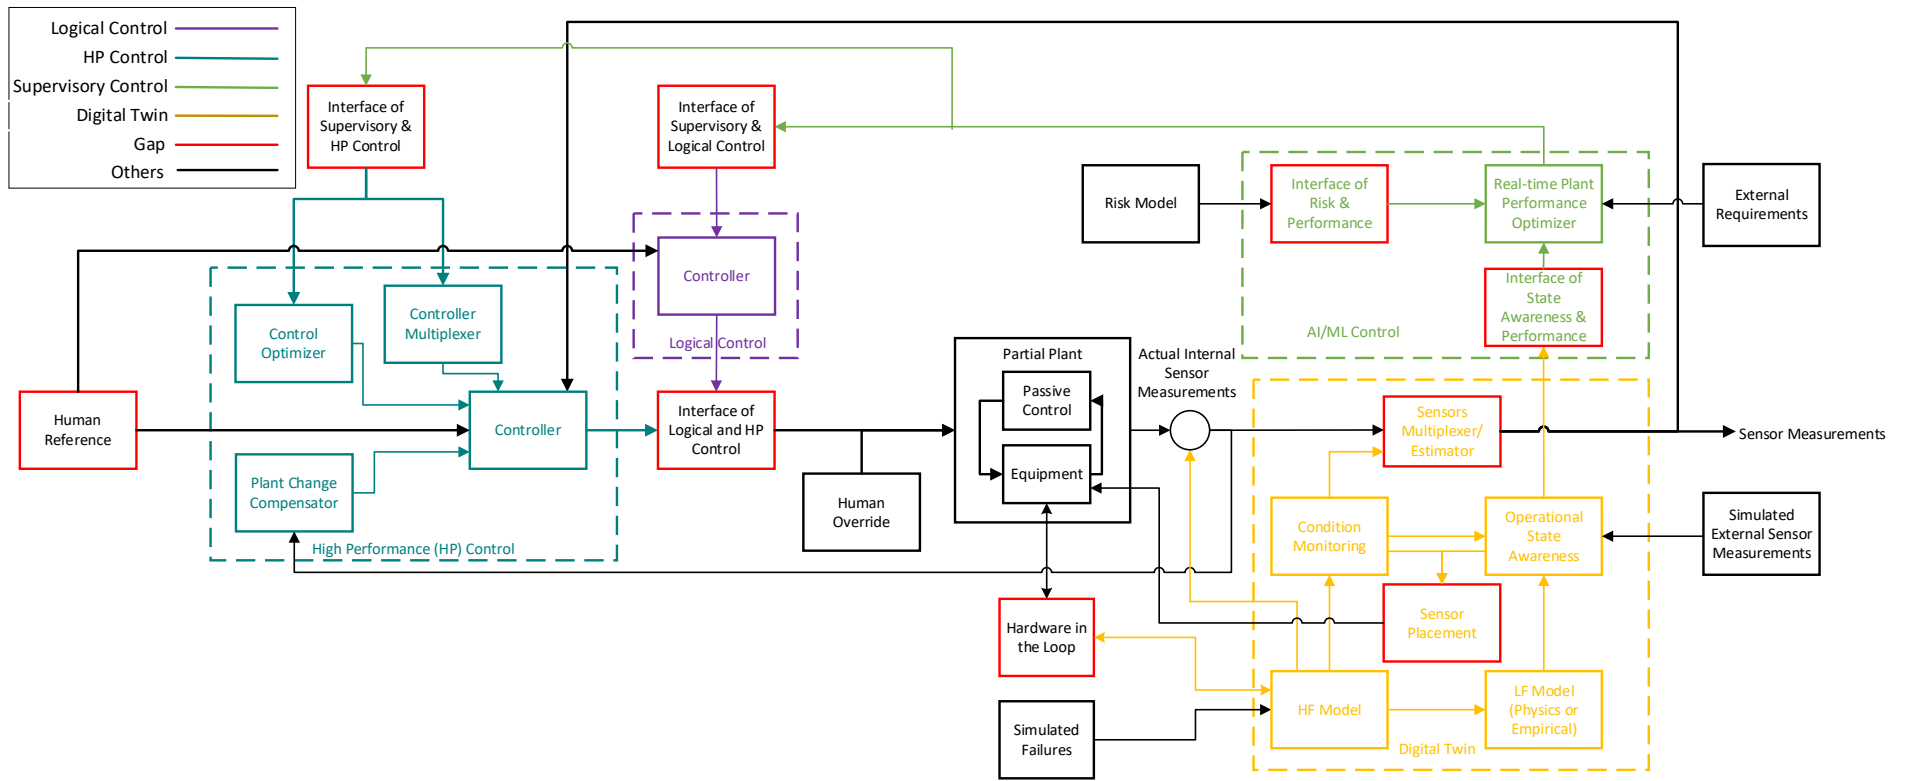 Logical Control
HP Control
Supervisory Control
Digital Twin
Gap
Others
Interface of
Supervisory &
HP Control
Interface of
Supervisory &
Logical Control
Risk Model
Interface of
Risk &
Performance
Real-time Plant
Performance
Optimizer
External
Requirements
Controller
Logical Control
Interface of
State
Awareness &
Performance
AI/ML Control
Control
Optimizer
Controller
Multiplexer
Human
Reference
Controller
Plant Change
Compensator
High Performance (HP) Control
Interface of
Logical and HP
Control
Human
Override
Partial Plant
Passive
Control
Equipment
Actual Internal
Sensor
Measurements
Sensors
Multiplexer/
Estimator
Sensor Measurements
Condition
Monitoring
Operational
State
Awareness
Simulated
External Sensor
Measurements
Sensor
Placement
Hardware in
the Loop
Simulated
Failures
HF Model
LF Model
(Physics or
Empirical)
Digital Twin